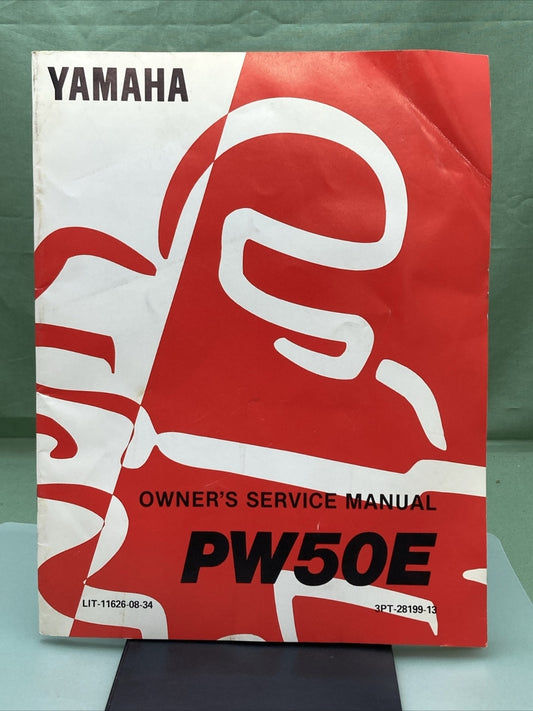 YAMAHA
OWNER'S SERVICE MANUAL
PW50E
LIT-11626-08-34
3PT-28199-13